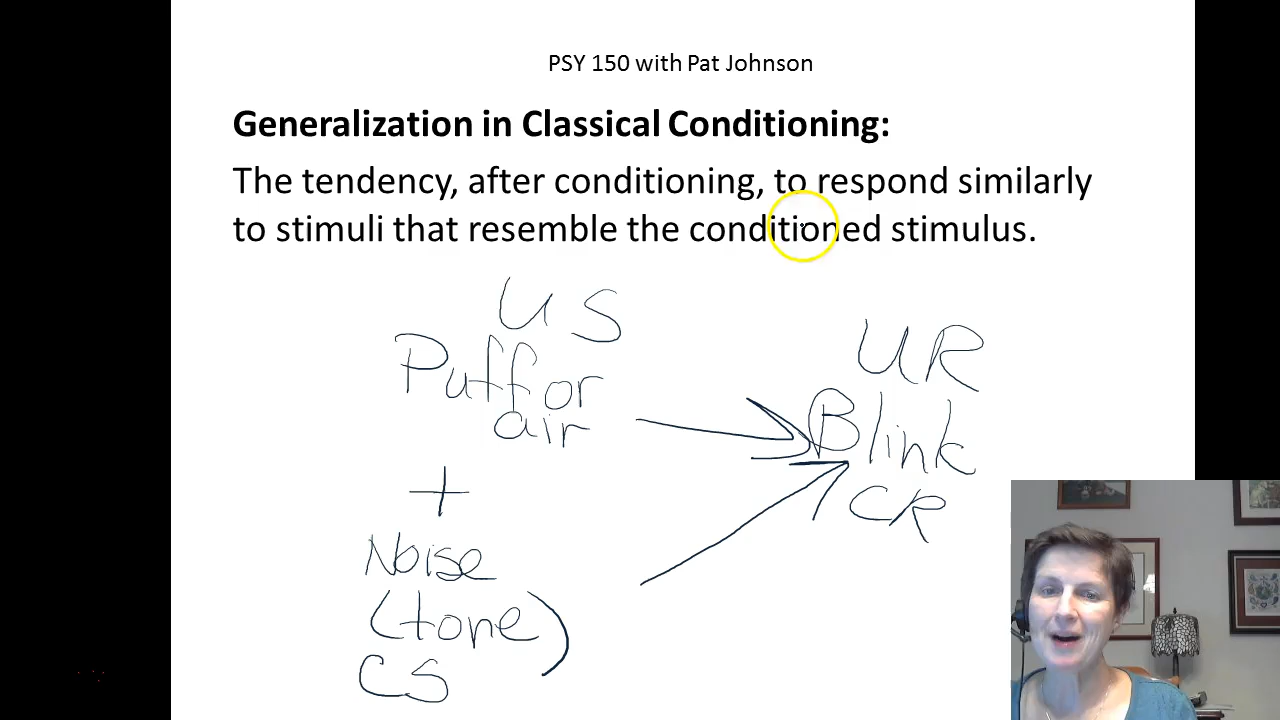 PSY 150 with Pat Johnson
Generalization in Classical Conditioning:
The tendency, after conditioning, to respond similarly
to stimuli that resemble the conditioned stimulus.
US
Puff or
air
+
Noise
(tone)
CS
UR
Blink
CR